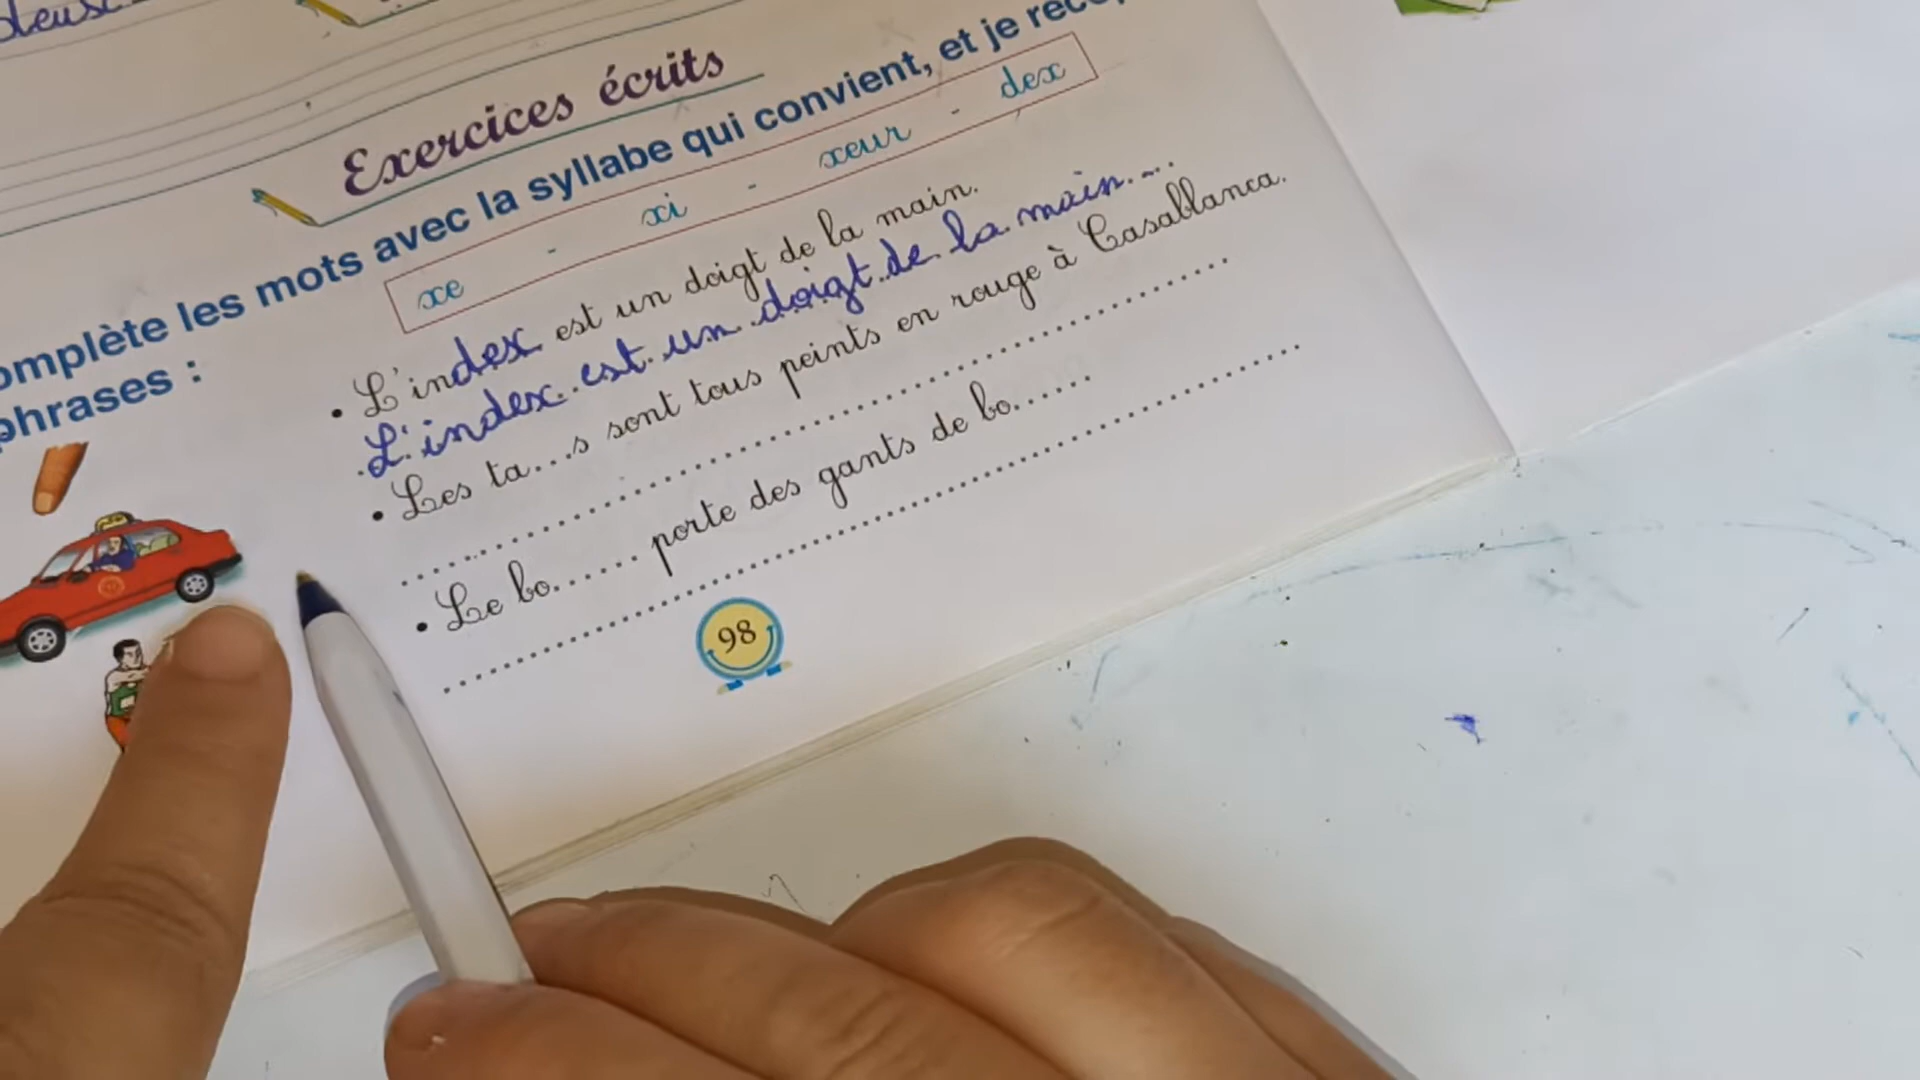 Exercices écrits
omplète les mots avec la syllabe qui convient, et je
phrases :
xe - xi - xeur - dex
• L'index est un doigt de la main.
L'index est un doigt de la main
• Les ta...s sont tous peints en rouge à Casablanca.
• Le bo....... porte des gants de bo......
98